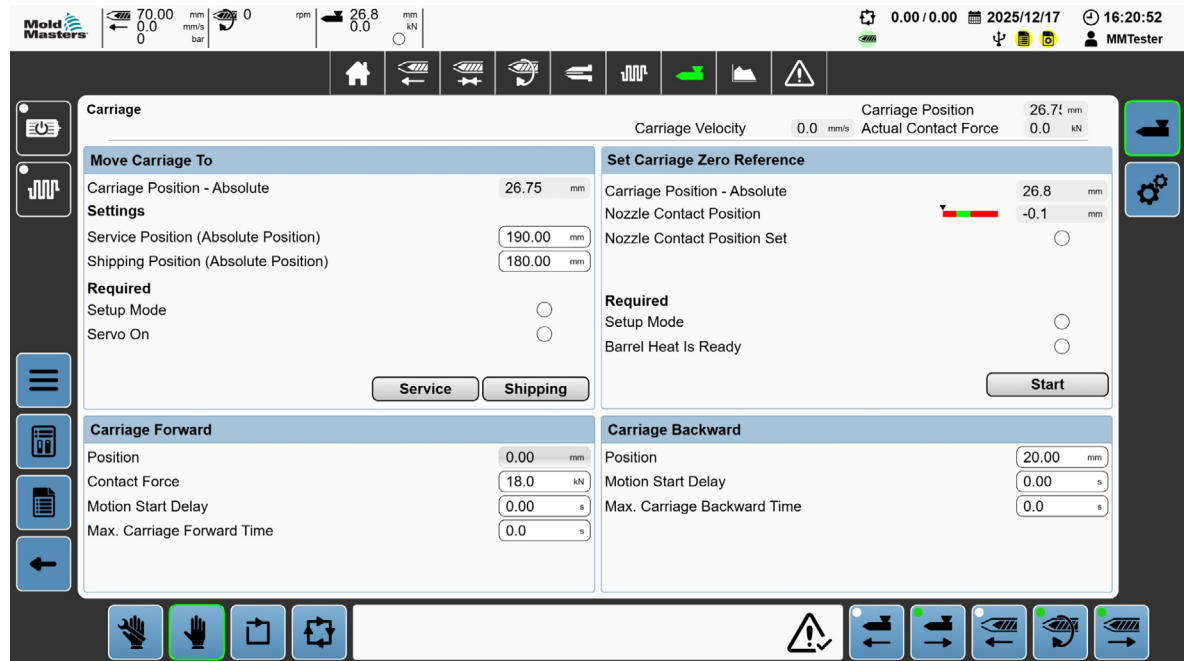 Mold
Masters
70.00 mm
0.0 mm/s
0 bar
0 rpm
26.8 mm
0.0 kN
0.00 / 0.00
2025/12/17
16:20:52
MMTester
Carriage
Carriage Position 26.75 mm
Carriage Velocity 0.0 mm/s Actual Contact Force 0.0 kN
Move Carriage To
Carriage Position - Absolute 26.75 mm
Settings
Service Position (Absolute Position) 190.00 mm
Shipping Position (Absolute Position) 180.00 mm
Required
Setup Mode
Servo On
Service Shipping
Set Carriage Zero Reference
Carriage Position - Absolute 26.8 mm
Nozzle Contact Position -0.1 mm
Nozzle Contact Position Set
Required
Setup Mode
Barrel Heat Is Ready
Start
Carriage Forward
Position 0.00 mm
Contact Force 18.0 kN
Motion Start Delay 0.00 s
Max. Carriage Forward Time 0.0 s
Carriage Backward
Position 20.00 mm
Motion Start Delay 0.00 s
Max. Carriage Backward Time 0.0 s